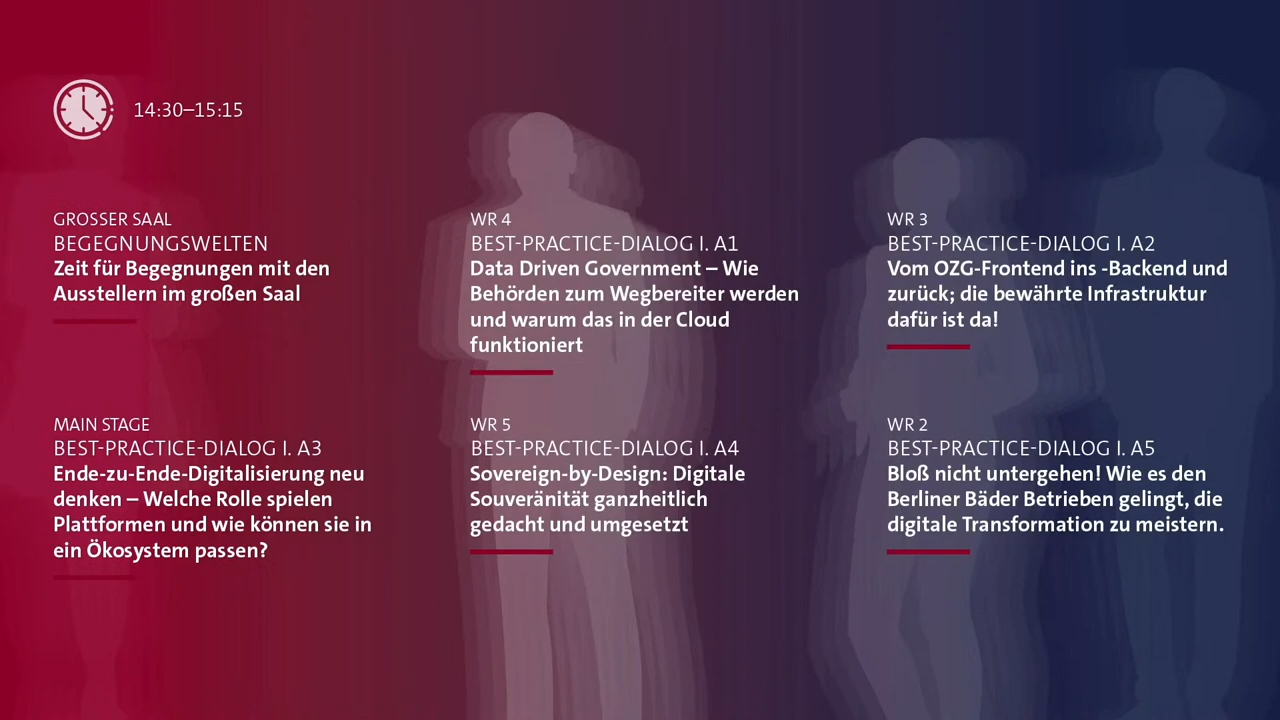 14:30–15:15
GROSSER SAAL
BEGEGNUNGSWELTEN
Zeit für Begegnungen mit den
Ausstellern im großen Saal
WR 4
BEST-PRACTICE-DIALOG I. A1
Data Driven Government – Wie
Behörden zum Wegbereiter werden
und warum das in der Cloud
funktioniert
WR 3
BEST-PRACTICE-DIALOG I. A2
Vom OZG-Frontend ins -Backend und
zurück; die bewährte Infrastruktur
dafür ist da!
MAIN STAGE
BEST-PRACTICE-DIALOG I. A3
Ende-zu-Ende-Digitalisierung neu
denken – Welche Rolle spielen
Plattformen und wie können sie in
ein Ökosystem passen?
WR 5
BEST-PRACTICE-DIALOG I. A4
Sovereign-by-Design: Digitale
Souveränität ganzheitlich
gedacht und umgesetzt
WR 2
BEST-PRACTICE-DIALOG I. A5
Bloß nicht untergehen! Wie es den
Berliner Bäder Betrieben gelingt, die
digitale Transformation zu meistern.